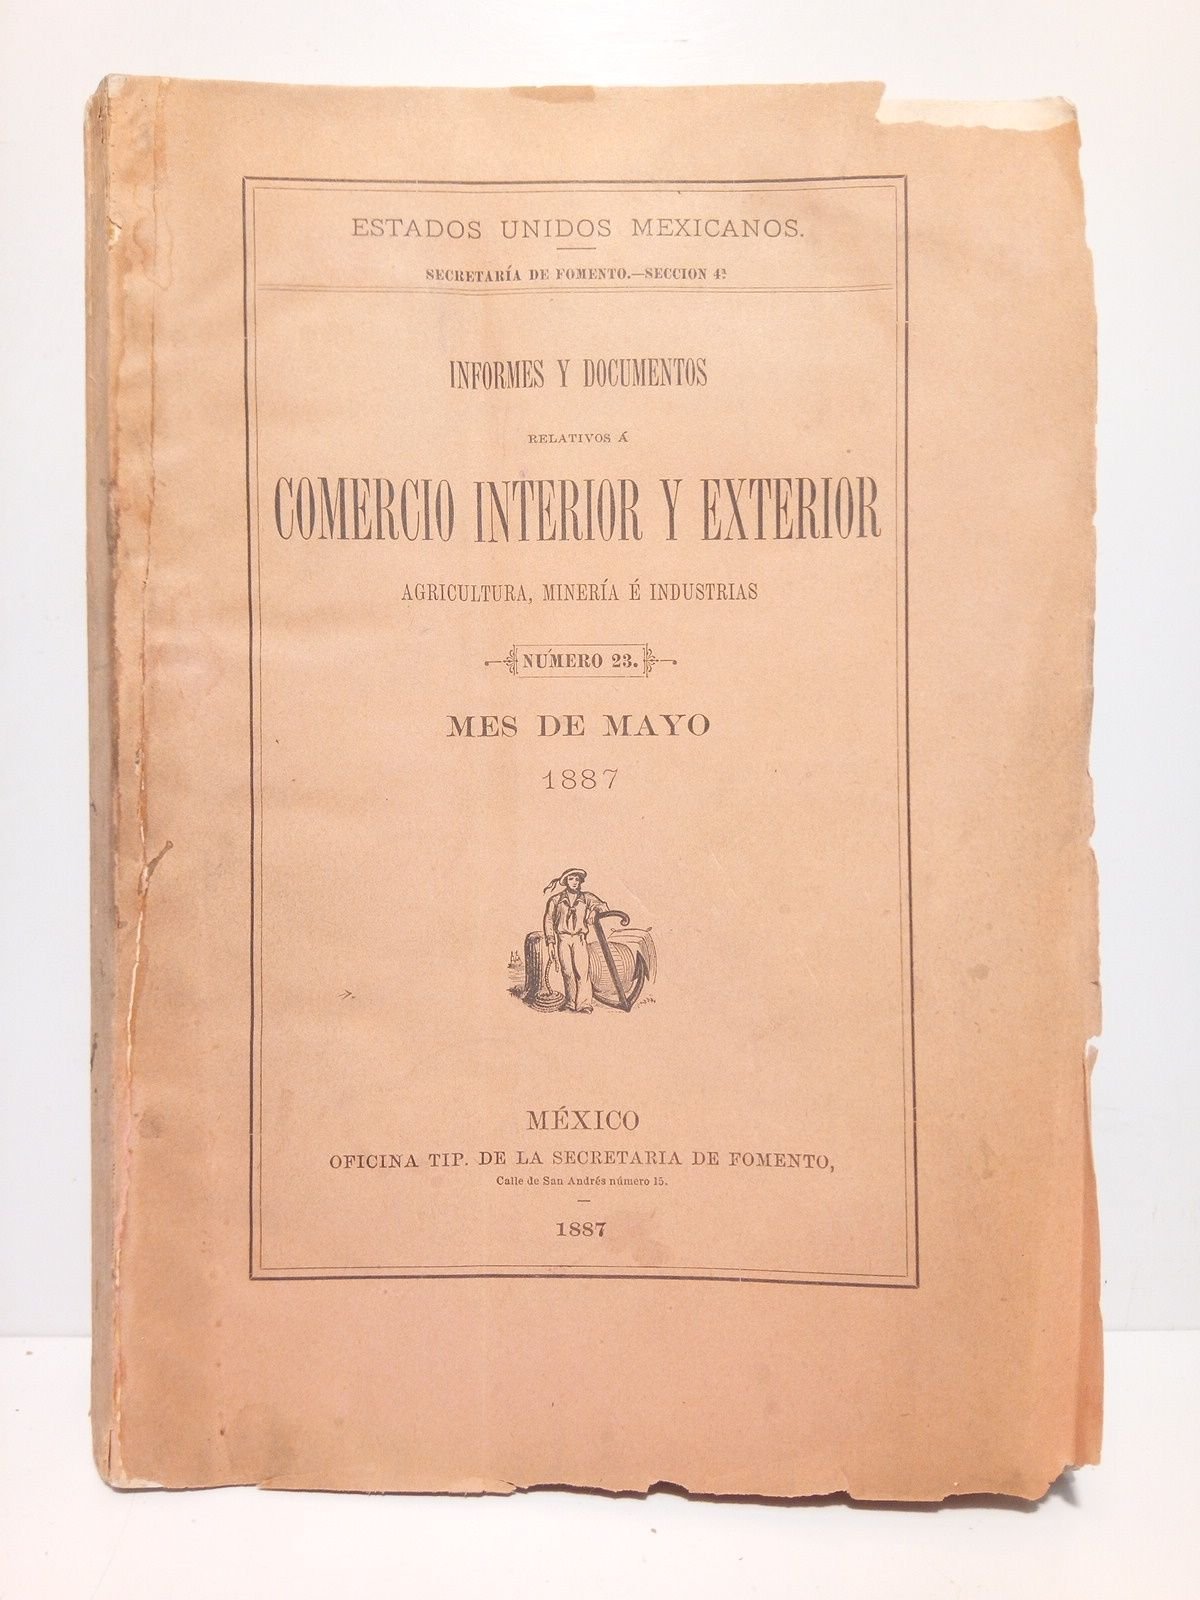 ESTADOS UNIDOS MEXICANOS.
SECRETARÍA DE FOMENTO.—SECCION 4ª
INFORMES Y DOCUMENTOS
RELATIVOS Á
COMERCIO INTERIOR Y EXTERIOR
AGRICULTURA, MINERÍA É INDUSTRIAS
NÚMERO 23.
MES DE MAYO
1887
MÉXICO
OFICINA TIP. DE LA SECRETARIA DE FOMENTO,
Calle de San Andrés número 15.
1887